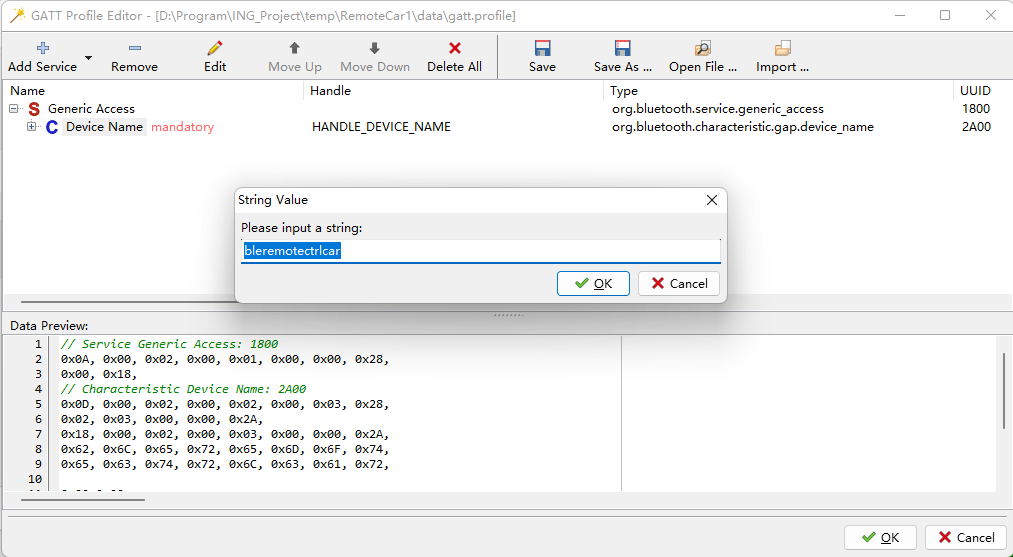 GATT Profile Editor - [D:\Program\ING_Project\temp\RemoteCar1\data\gatt.profile]
Add Service Remove Edit Move Up Move Down Delete All Save Save As ... Open File ... Import ...
Name Handle Type UUID
S Generic Access org.bluetooth.service.generic_access 1800
C Device Name mandatory HANDLE_DEVICE_NAME org.bluetooth.characteristic.gap.device_name 2A00
String Value
Please input a string:
bleremotectrlcar
OK Cancel
Data Preview:
1 // Service Generic Access: 1800
2 0x0A, 0x00, 0x02, 0x00, 0x01, 0x00, 0x00, 0x28,
3 0x00, 0x18,
4 // Characteristic Device Name: 2A00
5 0x0D, 0x00, 0x02, 0x00, 0x02, 0x00, 0x03, 0x28,
6 0x02, 0x03, 0x00, 0x00, 0x2A,
7 0x18, 0x00, 0x02, 0x00, 0x03, 0x00, 0x00, 0x2A,
8 0x62, 0x6C, 0x65, 0x72, 0x65, 0x6D, 0x6F, 0x74,
9 0x65, 0x63, 0x74, 0x72, 0x6C, 0x63, 0x61, 0x72,
10
OK Cancel